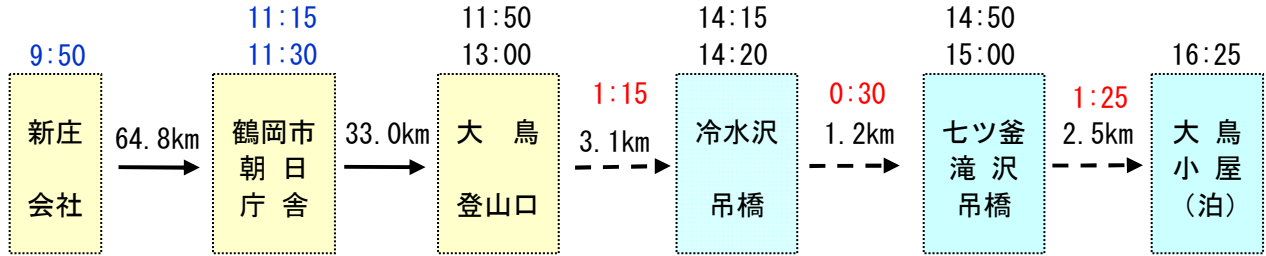 11:15
11:50
14:15
14:50
9:50
11:30
13:00
14:20
15:00
16:25
1:15
0:30
1:25
新庄
会社
64.8km
鶴岡市
朝日
庁舎
33.0km
大鳥
登山口
3.1km
冷水沢
吊橋
1.2km
七ツ釜
滝沢
吊橋
2.5km
大鳥
小屋
（泊）